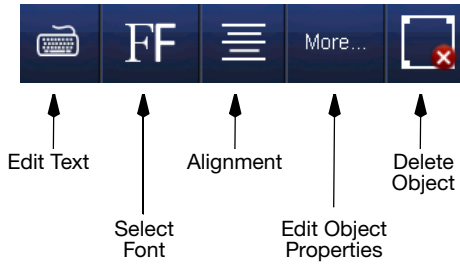 FF
More...
Edit Text
Alignment
Delete
Object
Select
Font
Edit Object
Properties